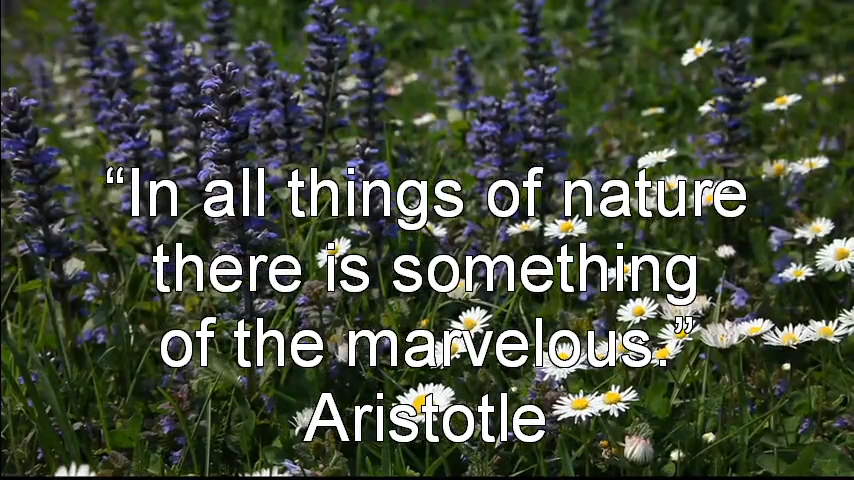 “In all things of nature
there is something
of the marvelous.”
Aristotle